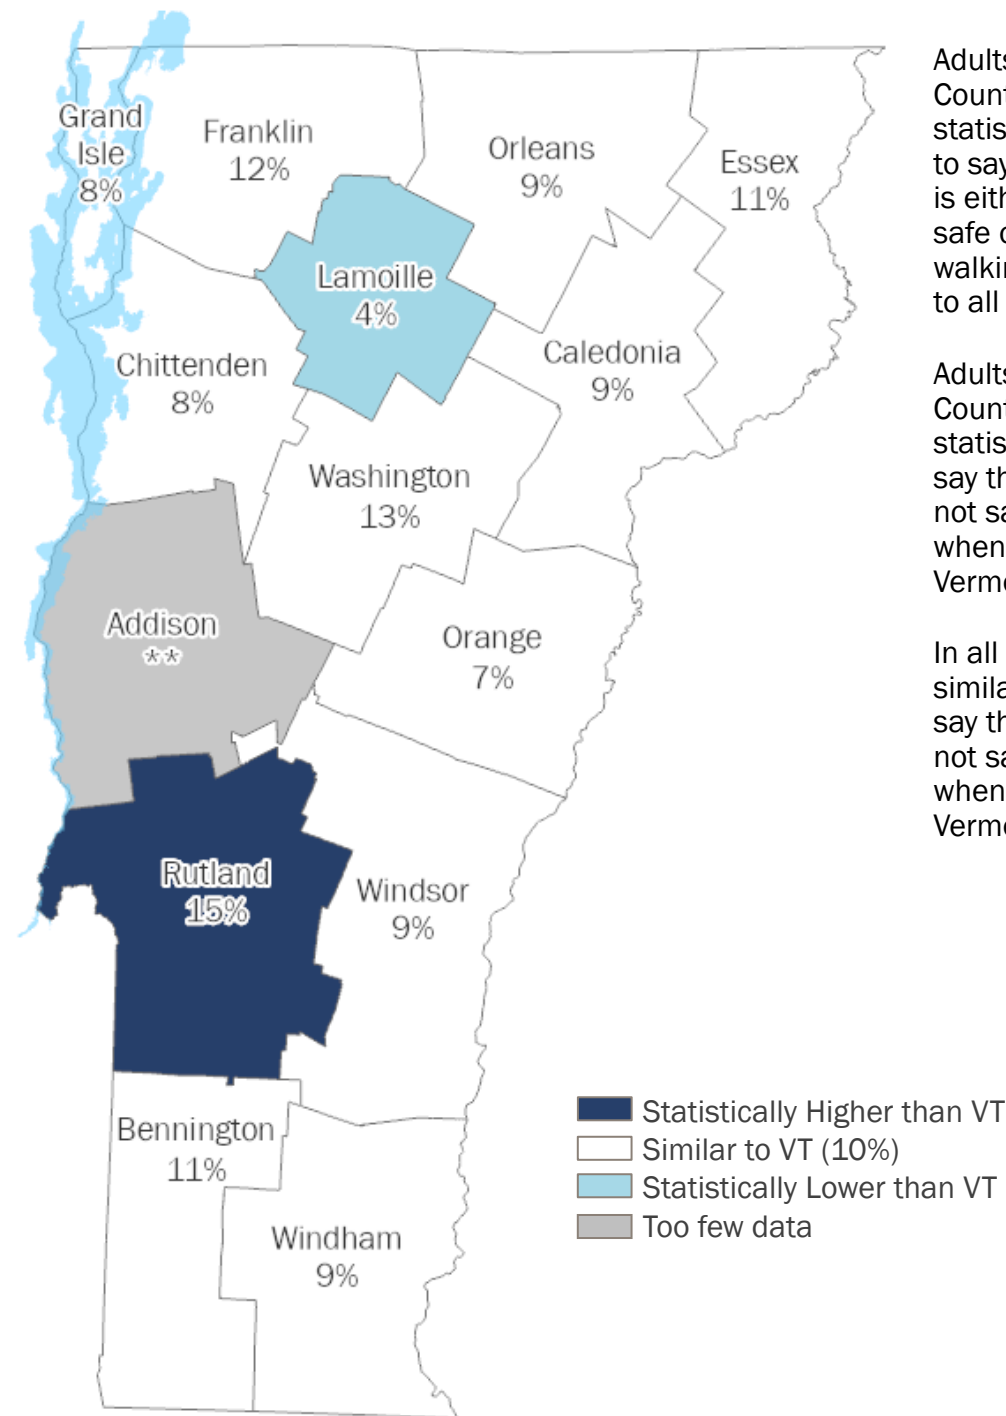 Grand
Isle
8%
Franklin
12%
Orleans
9%
Essex
11%
Lamoille
4%
Chittenden
8%
Caledonia
9%
Washington
13%
Addison
**
Orange
7%
Rutland
15%
Windsor
9%
Bennington
11%
Windham
9%
Adults
Count
statis
to say
is eith
safe o
walkin
to all
Adults
Count
statis
say th
not sa
when
Vermo
In all
simila
say th
not sa
when
Vermo
Statistically Higher than VT
Similar to VT (10%)
Statistically Lower than VT
Too few data